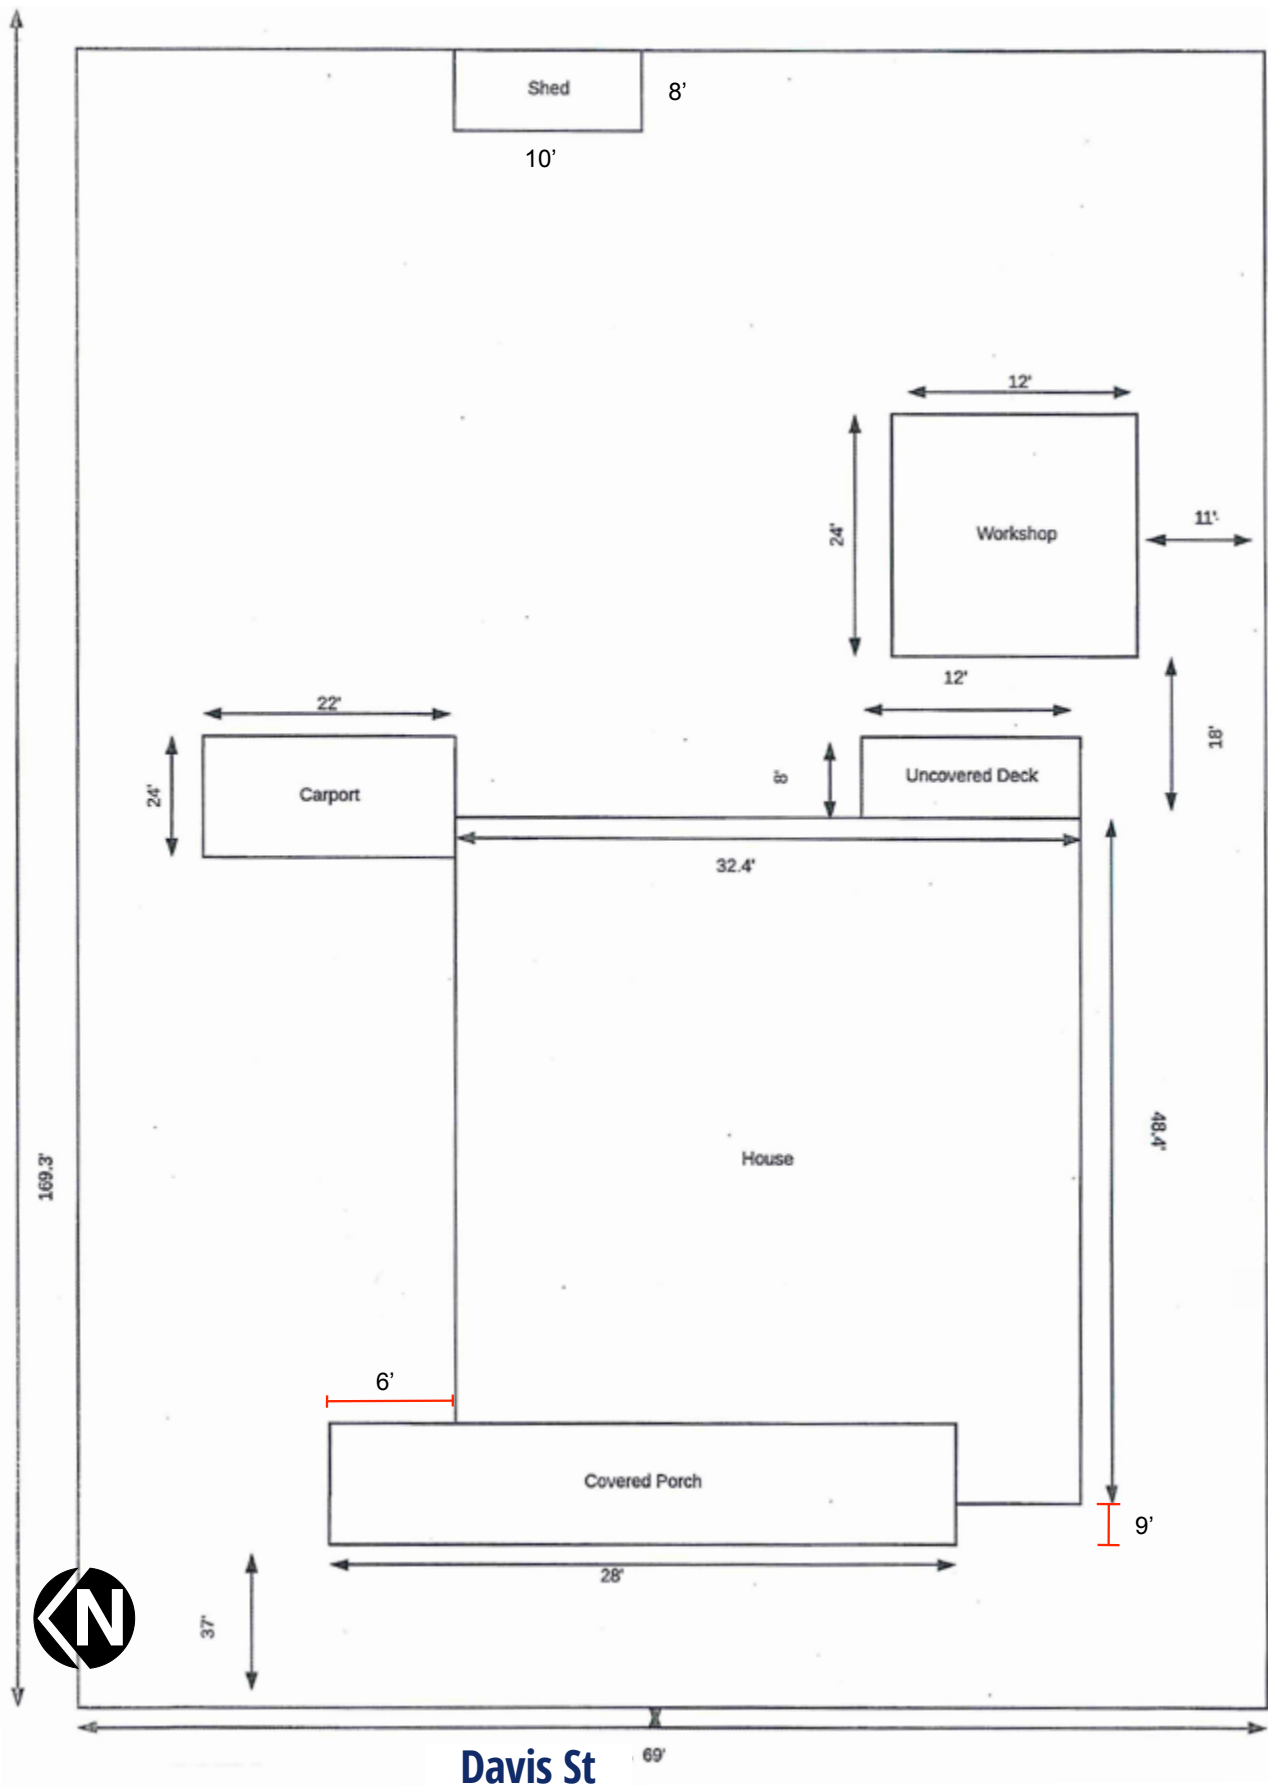 Shed
8’
10’
12'
24'
Workshop
11'
12'
22'
18'
24'
Carport
8'
Uncovered Deck
32.4'
48.4'
169.3'
House
6’
Covered Porch
9’
28'
N
37'
69'
Davis St